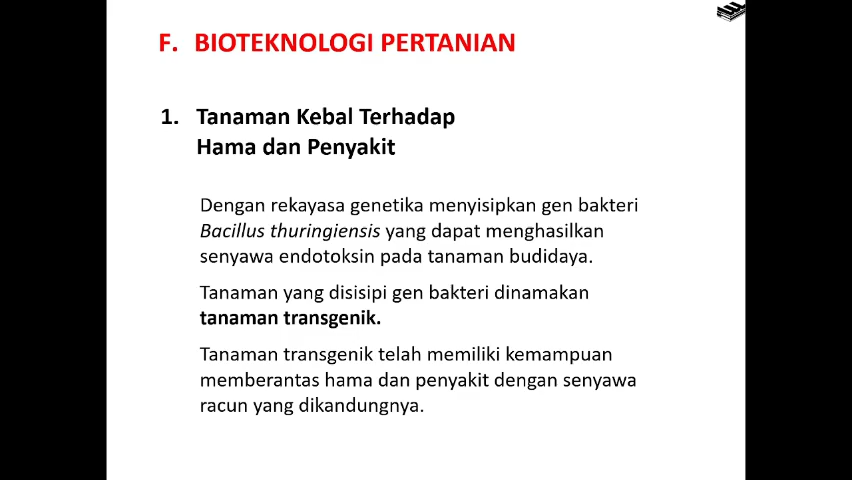 F. BIOTEKNOLOGI PERTANIAN
1. Tanaman Kebal Terhadap
Hama dan Penyakit
Dengan rekayasa genetika menyisipkan gen bakteri
Bacillus thuringiensis yang dapat menghasilkan
senyawa endotoksin pada tanaman budidaya.
Tanaman yang disisipi gen bakteri dinamakan
tanaman transgenik.
Tanaman transgenik telah memiliki kemampuan
memberantas hama dan penyakit dengan senyawa
racun yang dikandungnya.